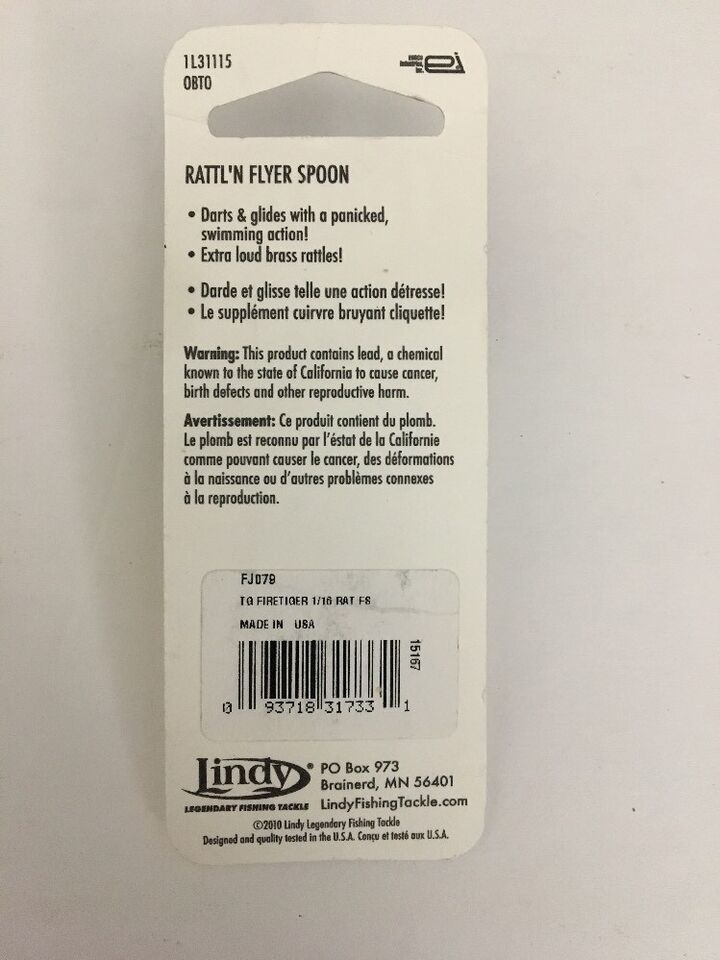 1L31115
OBTO
ei
RATTL'N FLYER SPOON
• Darts & glides with a panicked,
swimming action!
• Extra loud brass rattles!
• Darde et glisse telle une action détresse!
• Le supplément cuirvre bruyant cliquette!
Warning: This product contains lead, a chemical
known to the state of California to cause cancer,
birth defects and other reproductive harm.
Avertissement: Ce produit contient du plomb.
Le plomb est reconnu par l'éstat de la Californie
comme pouvant causer le cancer, des déformations
à la naissance ou d'autres problèmes connexes
à la reproduction.
FJ079
TG FIRETIGER 1/16 RAT FS
MADE IN USA
15167
0 93718 31733 1
Lindy®
LEGENDARY FISHING TACKLE
PO Box 973
Brainerd, MN 56401
LindyFishingTackle.com
©2010 Lindy Legendary Fishing Tackle
Designed and quality tested in the U.S.A. Conçu et testé aux U.S.A.